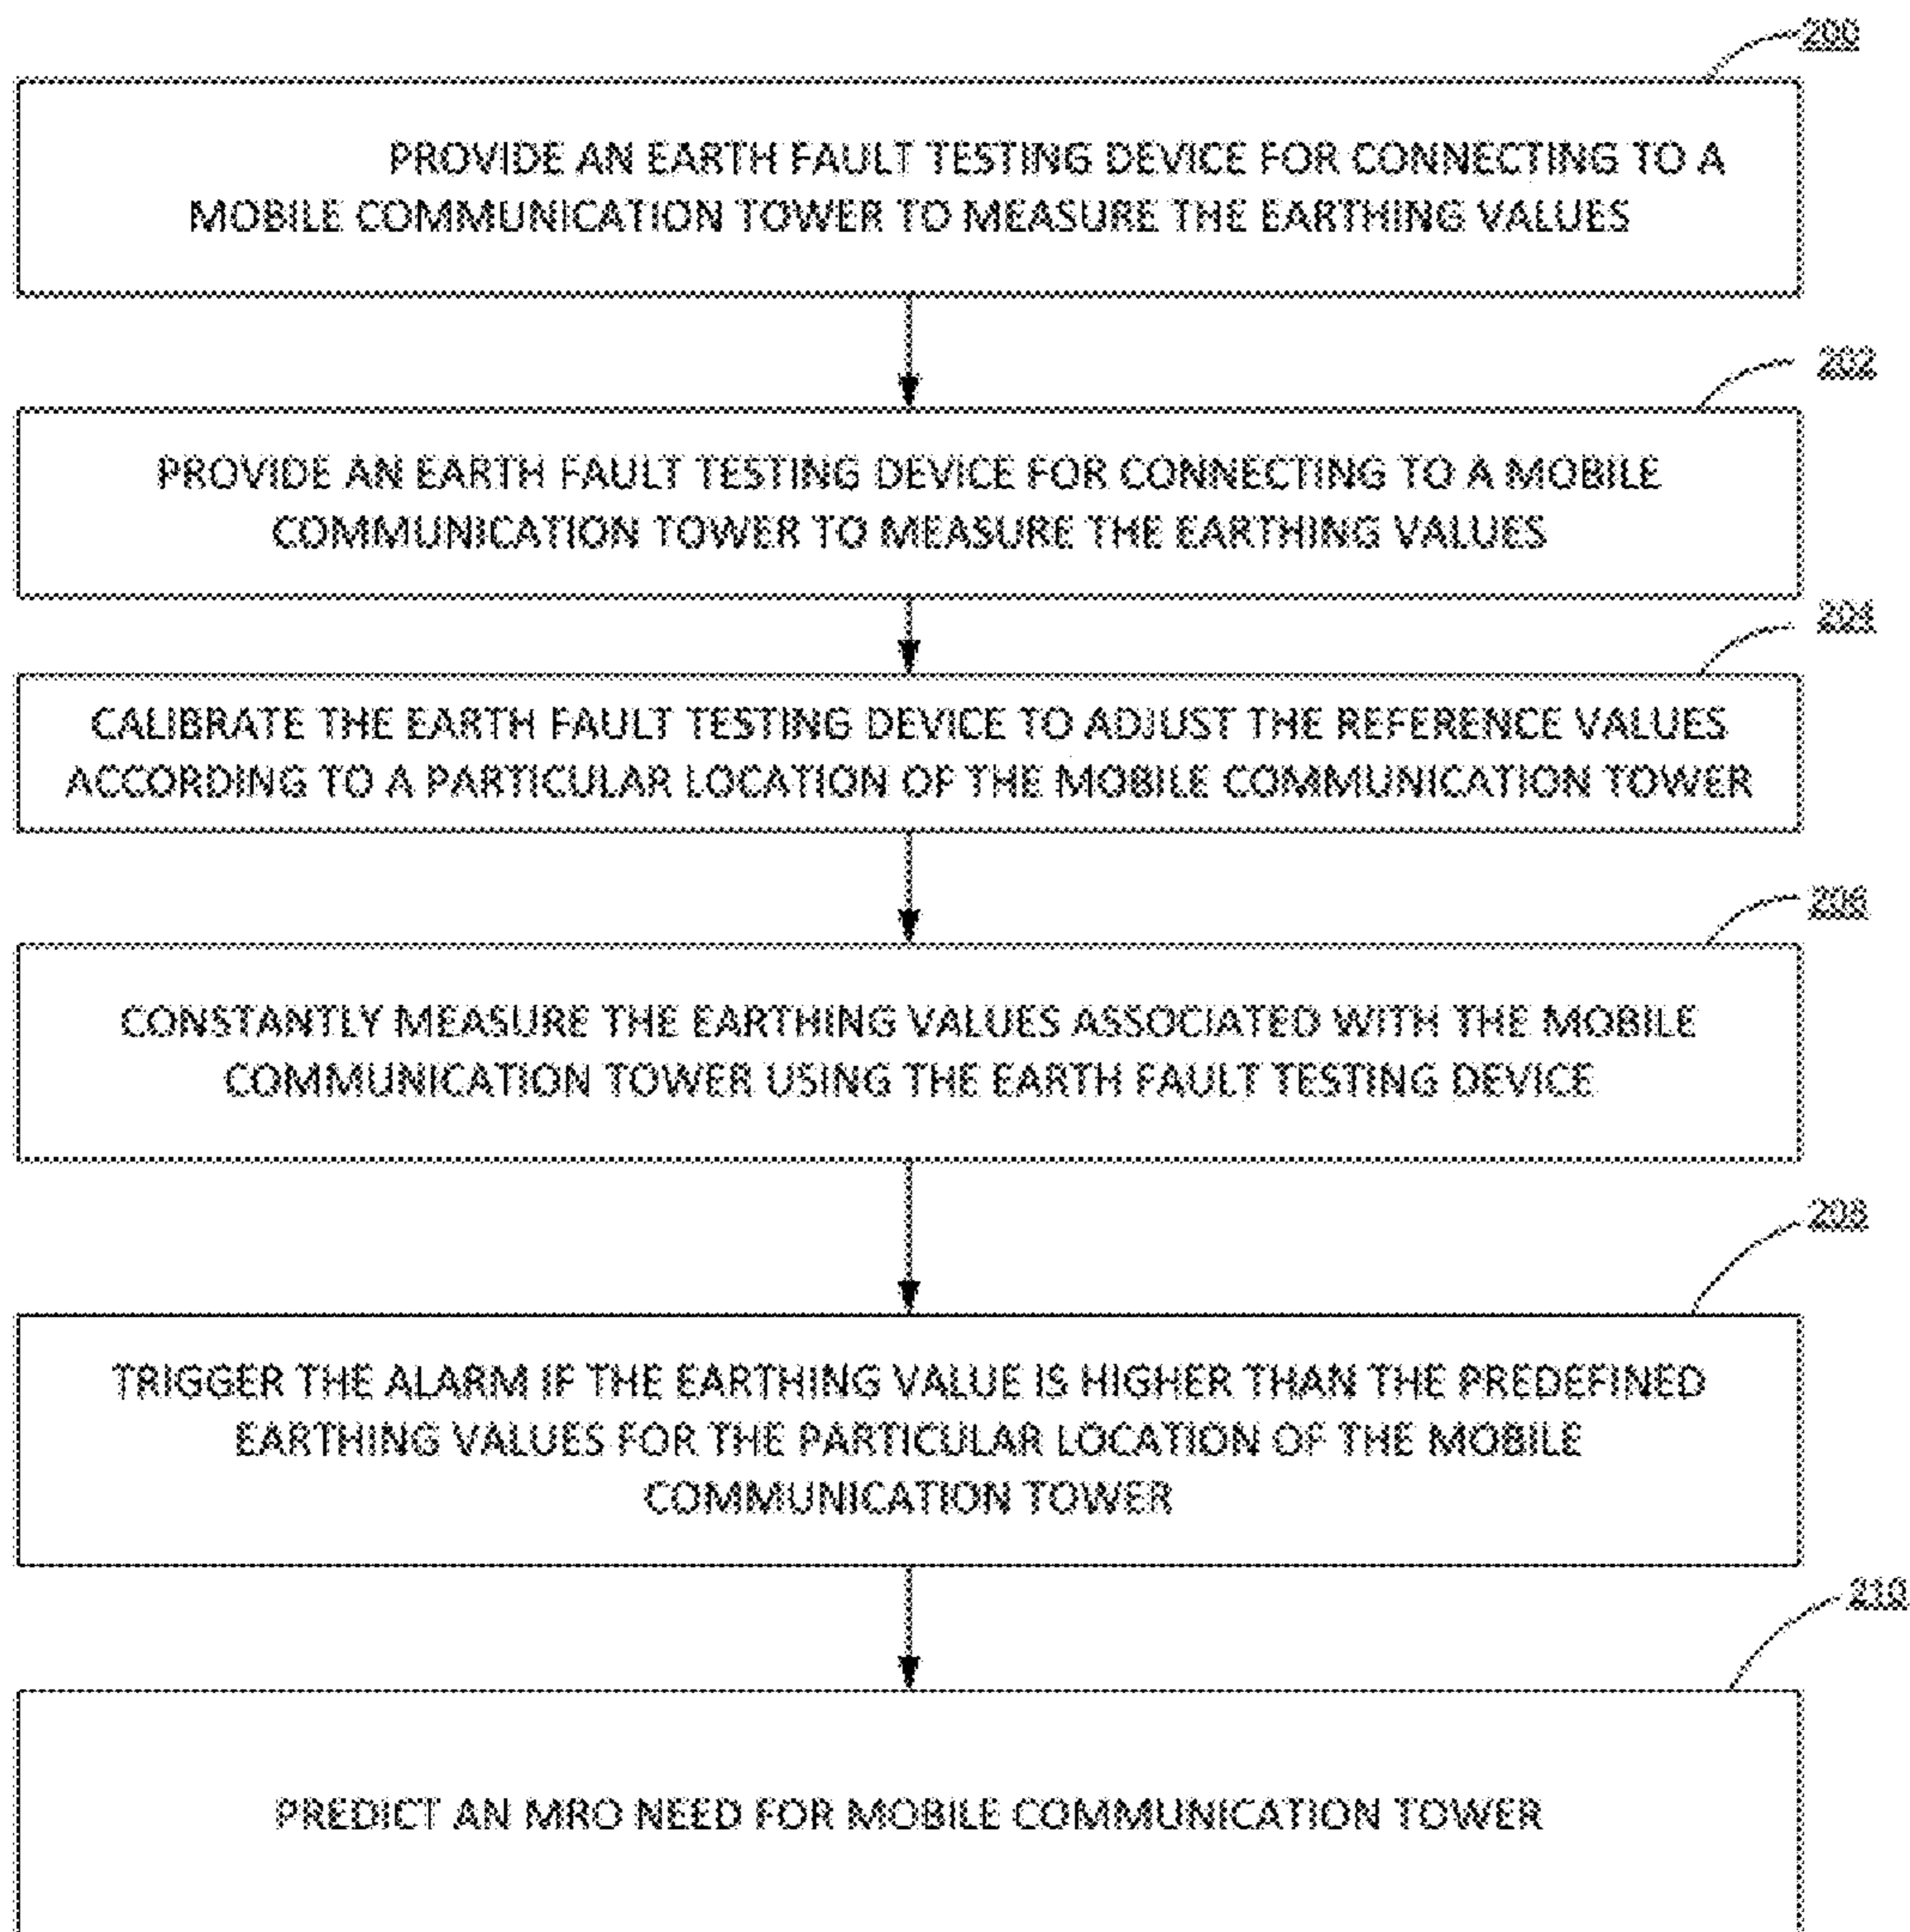 200
PROVIDE AN EARTH FAULT TESTING DEVICE FOR CONNECTING TO A
MOBILE COMMUNICATION TOWER TO MEASURE THE EARTHING VALUES
202
PROVIDE AN EARTH FAULT TESTING DEVICE FOR CONNECTING TO A MOBILE
COMMUNICATION TOWER TO MEASURE THE EARTHING VALUES
204
CALIBRATE THE EARTH FAULT TESTING DEVICE TO ADJUST THE REFERENCE VALUES
ACCORDING TO A PARTICULAR LOCATION OF THE MOBILE COMMUNICATION TOWER
206
CONSTANTLY MEASURE THE EARTHING VALUES ASSOCIATED WITH THE MOBILE
COMMUNICATION TOWER USING THE EARTH FAULT TESTING DEVICE
208
TRIGGER THE ALARM IF THE EARTHING VALUE IS HIGHER THAN THE PREDEFINED
EARTHING VALUES FOR THE PARTICULAR LOCATION OF THE MOBILE
COMMUNICATION TOWER
210
PREDICT AN MRO NEED FOR MOBILE COMMUNICATION TOWER